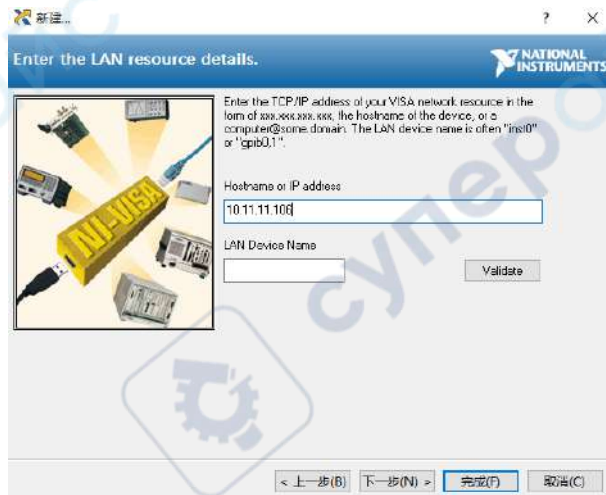 新建...
?
Enter the LAN resource details.
NATIONAL
INSTRUMENTS
Enter the TCP/IP address of your VISA network resource in the
form of xxx.xxx.xxx.xxx, the hostname of the device, or a
computer@some.domain. The LAN device name is often "inst0"
or "gpib0,1".
NI-VISA
Hostname or IP address
10.11.11.106
LAN Device Name
Validate
< 上一步(B)
下一步(N) >
完成(F)
取消(C)